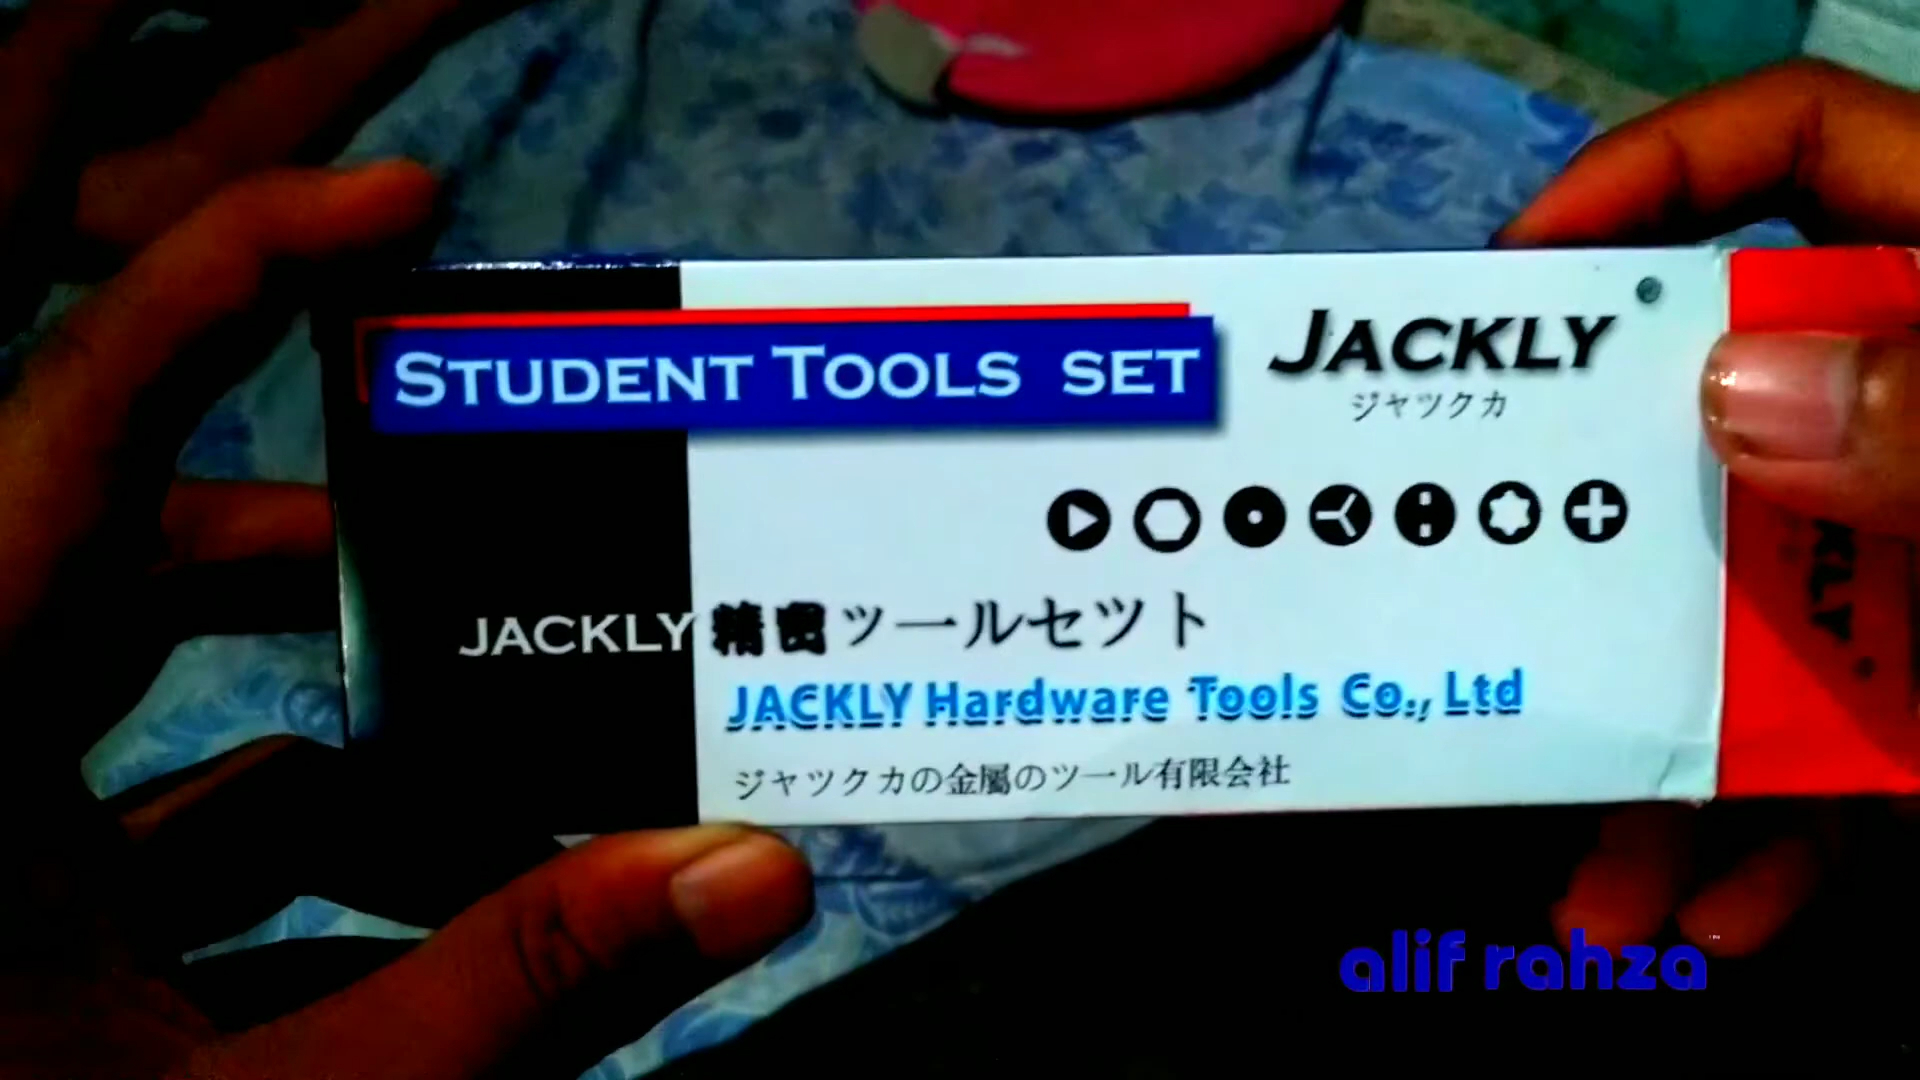 STUDENT TOOLS SET
JACKLY
ジャツクカ
JACKLY 精密ツールセツト
JACKLY Hardware Tools Co., Ltd
ジャツクカの金属のツール有限会社
KLY
alif rahza™